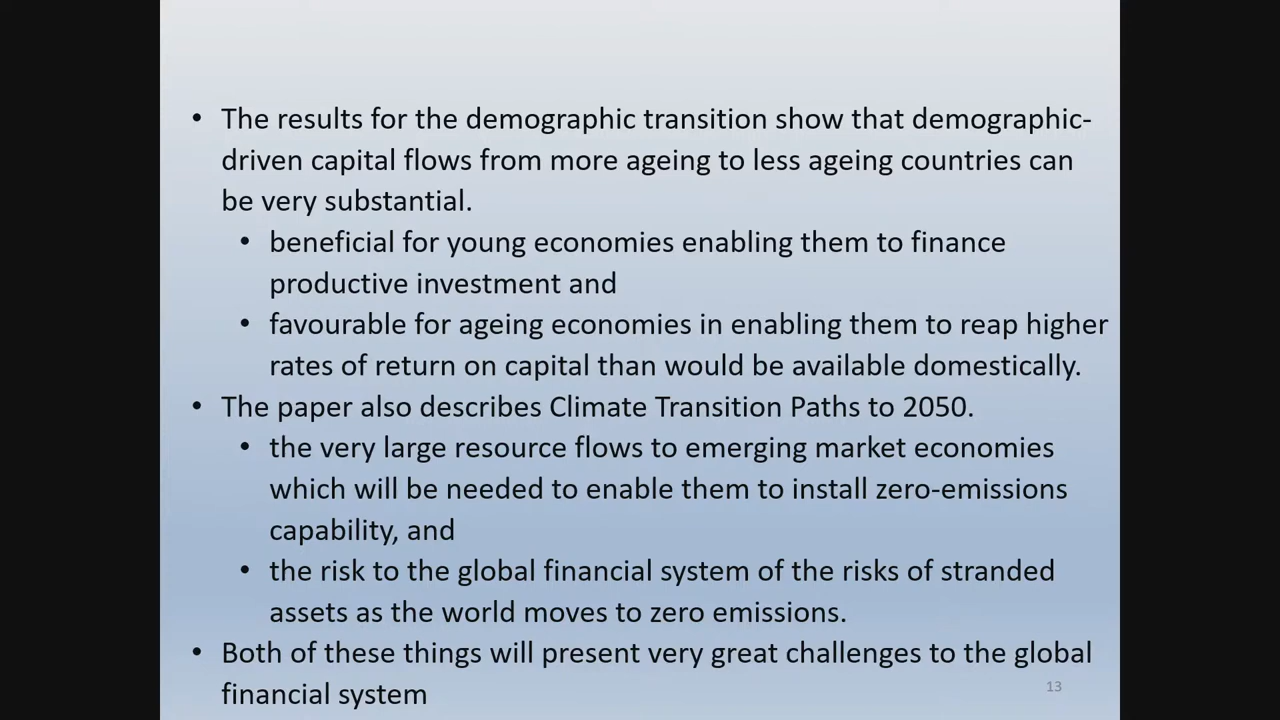 • The results for the demographic transition show that demographic-
driven capital flows from more ageing to less ageing countries can
be very substantial.
• beneficial for young economies enabling them to finance
productive investment and
• favourable for ageing economies in enabling them to reap higher
rates of return on capital than would be available domestically.
• The paper also describes Climate Transition Paths to 2050.
• the very large resource flows to emerging market economies
which will be needed to enable them to install zero-emissions
capability, and
• the risk to the global financial system of the risks of stranded
assets as the world moves to zero emissions.
• Both of these things will present very great challenges to the global
financial system
13